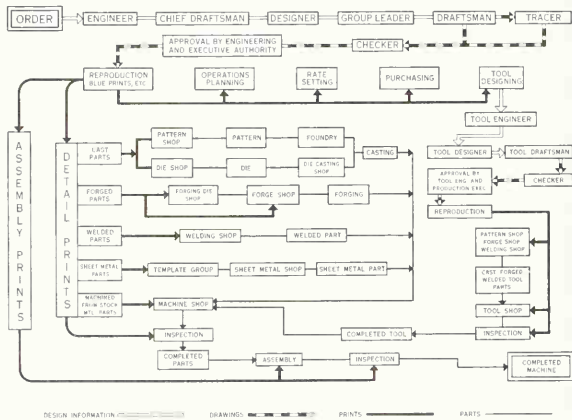 ORDER
ENGINEER
CHIEF DRAFTSMAN
DESIGNER
GROUP LEADER
DRAFTSMAN
TRACER
APPROVAL BY ENGINEERING
AND EXECUTIVE AUTHORITY
CHECKER
REPRODUCTION
BLUE PRINTS, ETC
OPERATIONS
PLANNING
RATE
SETTING
PURCHASING
TOOL
DESIGNING
TOOL ENGINEER
TOOL DESIGNER
TOOL DRAFTSMAN
APPROVAL BY
TOOL ENG. AND
PRODUCTION EXEC.
CHECKER
REPRODUCTION
ASSEMBLY PRINTS
DETAIL PRINTS
CAST
PARTS
PATTERN
SHOP
PATTERN
FOUNDRY
CASTING
DIE SHOP
DIE
DIE CASTING
SHOP
FORGED
PARTS
FORGING DIE
SHOP
FORGE SHOP
FORGING
WELDED
PARTS
WELDING SHOP
WELDED PART
SHEET METAL
PARTS
TEMPLATE GROUP
SHEET METAL SHOP
SHEET METAL PART
MACHINED
FROM STOCK
MTL. PARTS
MACHINE SHOP
PATTERN SHOP
FORGE SHOP
WELDING SHOP
CAST FORGED
WELDED TOOL
PARTS
TOOL SHOP
INSPECTION
COMPLETED TOOL
INSPECTION
COMPLETED
PARTS
ASSEMBLY
INSPECTION
COMPLETED
MACHINE
DESIGN INFORMATION
DRAWINGS
PRINTS
PARTS